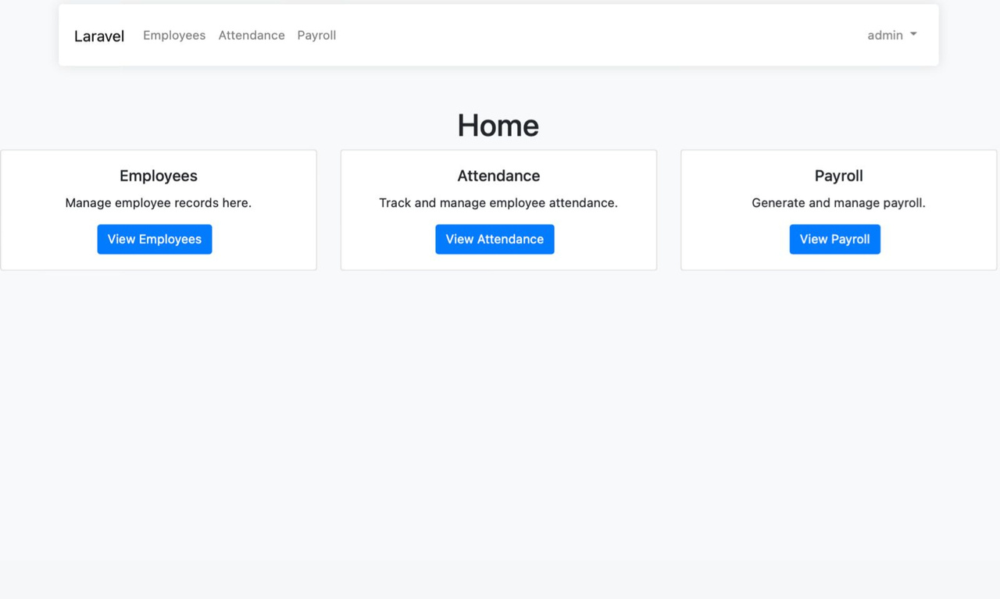 Laravel Employees Attendance Payroll admin
Home
Employees Attendance Payroll
Manage employee records here. Track and manage employee attendance. Generate and manage payroll.
View Employees View Attendance View Payroll